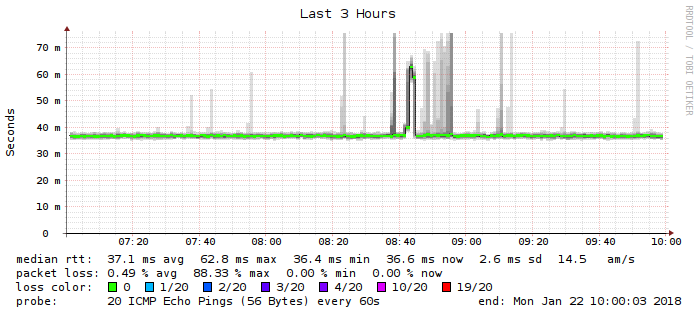 Last 3 Hours
RRDTOOL / TOBI OETIKER
Seconds
70 m
60 m
50 m
40 m
30 m
20 m
10 m
0
07:20 07:40 08:00 08:20 08:40 09:00 09:20 09:40 10:00
median rtt: 37.1 ms avg 62.8 ms max 36.4 ms min 36.6 ms now 2.6 ms sd 14.5 am/s
packet loss: 0.49 % avg 88.33 % max 0.00 % min 0.00 % now
loss color: 0 1/20 2/20 3/20 4/20 10/20 19/20
probe: 20 ICMP Echo Pings (56 Bytes) every 60s end: Mon Jan 22 10:00:03 2018